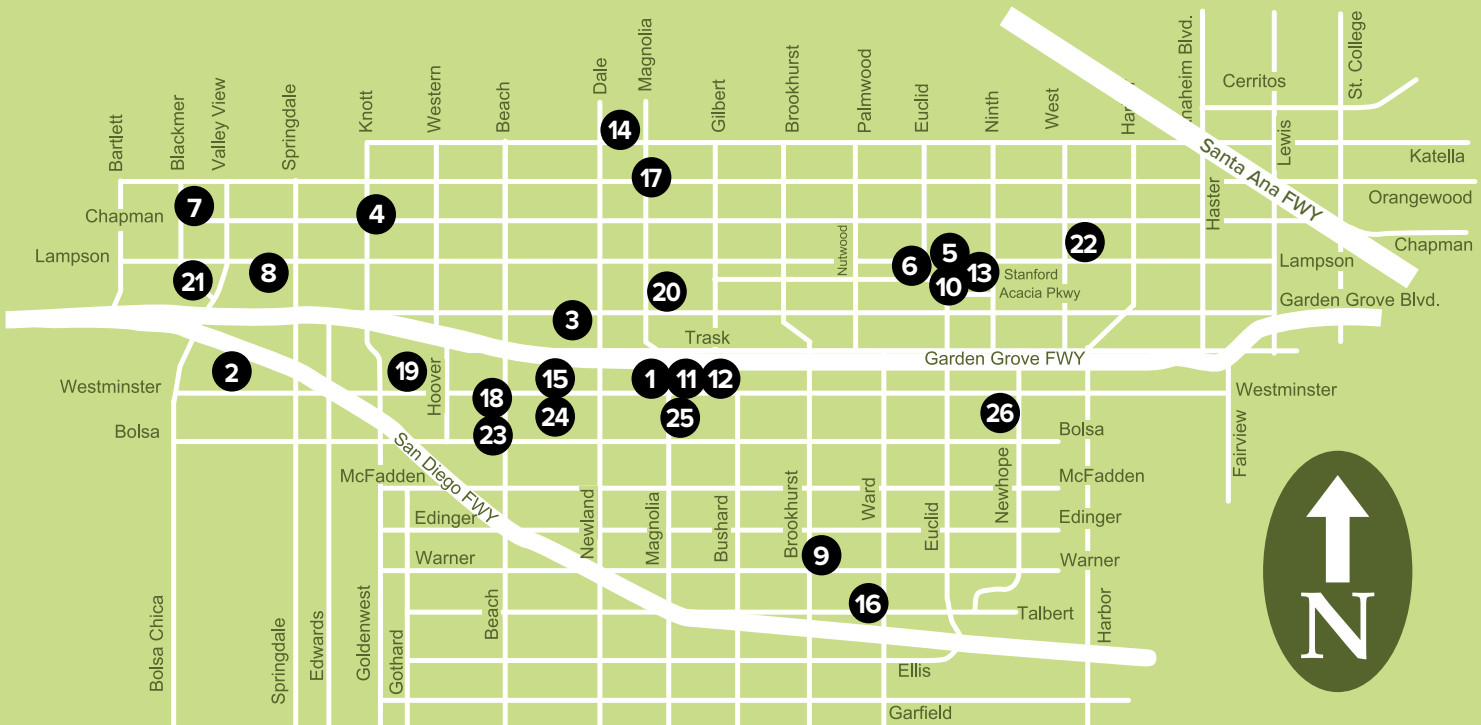 Bartlett
Blackmer
Valley View
Springdale
Knott
Western
Beach
Dale
Magnolia
Gilbert
Brookhurst
Palmwood
Euclid
Ninth
West
Har
naheim Blvd.
Cerritos
St. College
Lewis
Katella
Santa Ana FWY
Orangewood
Haster
Chapman
Chapman
Lampson
Lampson
Nutwood
Stanford
Acacia Pkwy
Garden Grove Blvd.
Trask
Garden Grove FWY
Westminster
Westminster
Hoover
Bolsa
Bolsa
San Diego FWY
McFadden
McFadden
Edinger
Edinger
Warner
Warner
Newland
Magnolia
Bushard
Brookhurst
Ward
Euclid
Newhope
Fairview
Talbert
Harbor
Bolsa Chica
Springdale
Edwards
Goldenwest
Gothard
Beach
Ellis
Garfield
14
17
7
4
22
5
6
13
10
8
21
20
3
2
19
15
1
11
12
18
24
25
26
23
9
16
N